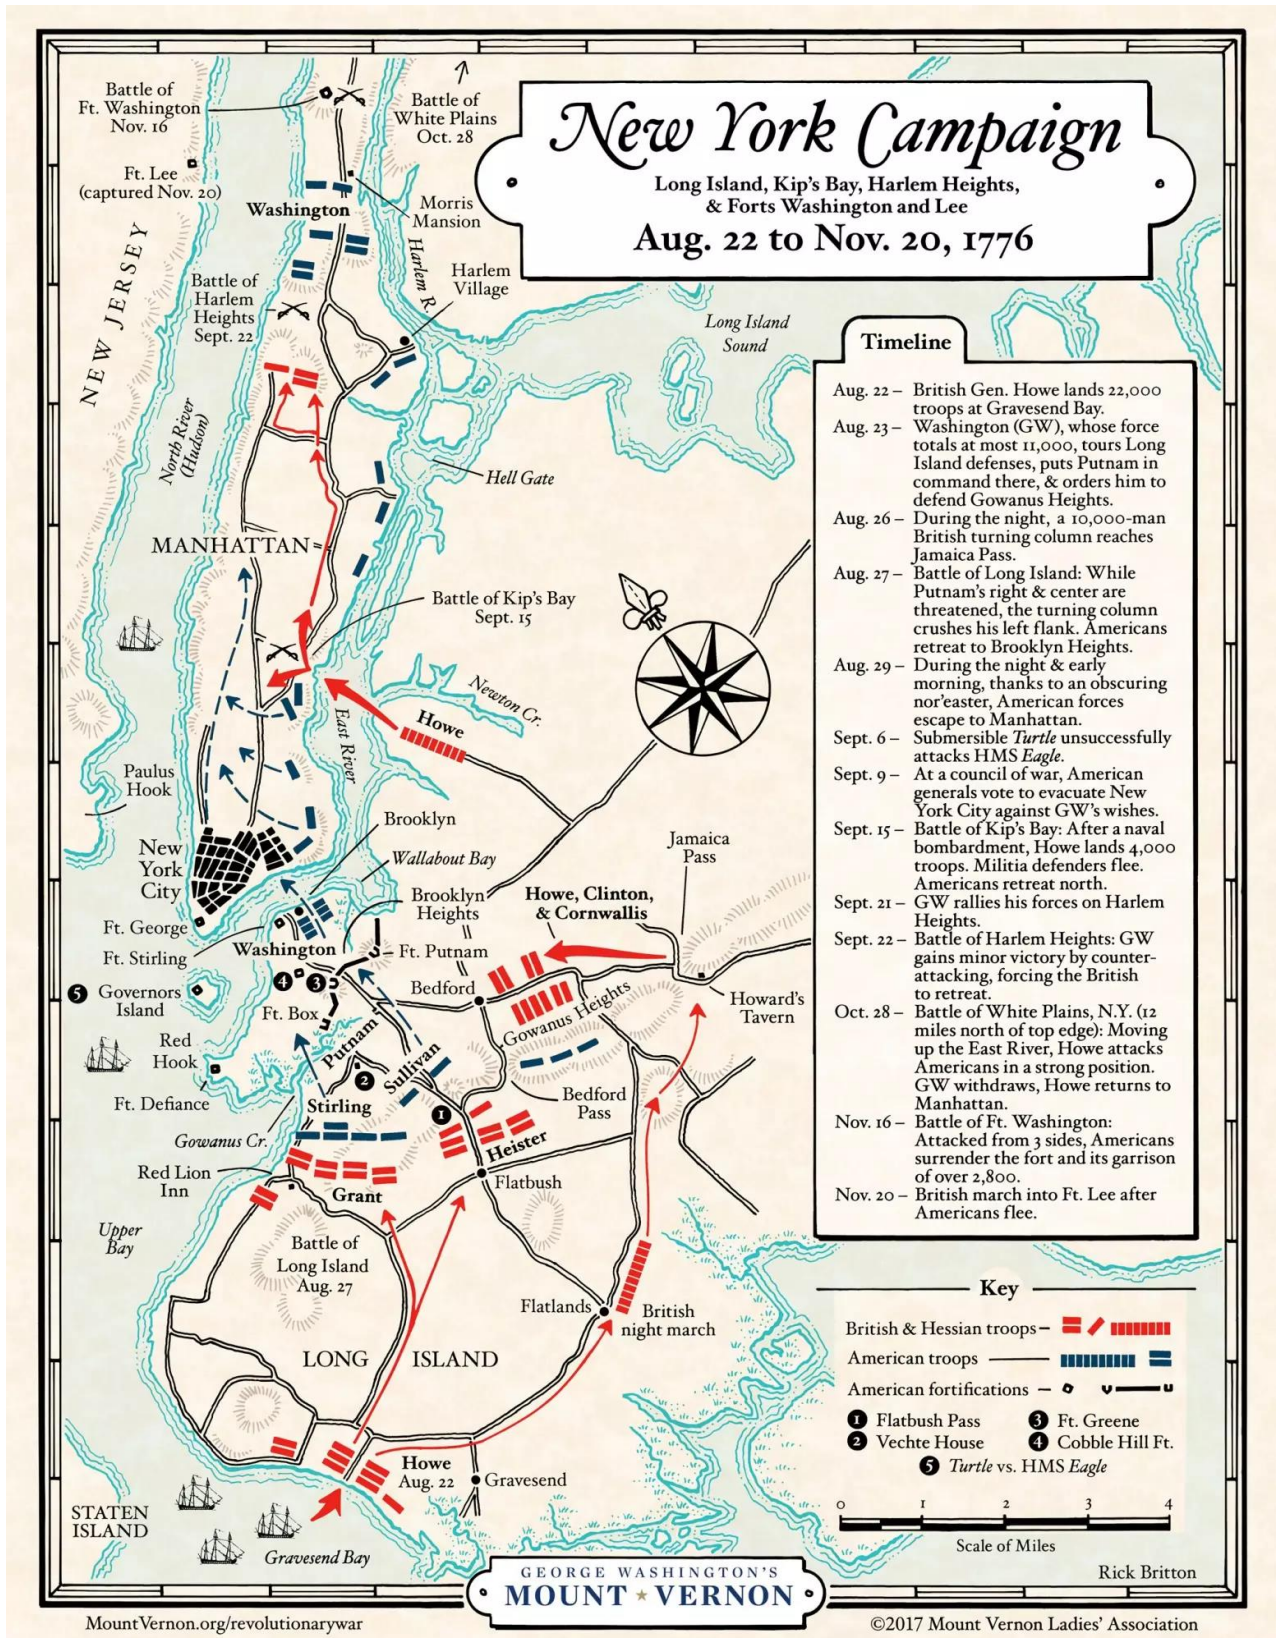 New York Campaign
Long Island, Kip's Bay, Harlem Heights,
& Forts Washington and Lee
Aug. 22 to Nov. 20, 1776
Battle of
Ft. Washington
Nov. 16
Battle of
White Plains
Oct. 28
Ft. Lee
(captured Nov. 20)
Washington
Morris
Mansion
Harlem R.
Harlem
Village
Battle of
Harlem
Heights
Sept. 22
NEW JERSEY
North River
(Hudson)
Long Island
Sound
Hell Gate
MANHATTAN
Battle of Kip's Bay
Sept. 15
Newton Cr.
Howe
East River
Paulus
Hook
New
York
City
Brooklyn
Wallabout Bay
Jamaica
Pass
Brooklyn
Heights
Howe, Clinton,
& Cornwallis
Ft. George
Ft. Stirling
Washington
Ft. Putnam
5
Governors
Island
4
3
Ft. Box
Bedford
Gowanus Heights
Howard's
Tavern
Red
Hook
Putnam
Sullivan
2
Ft. Defiance
Stirling
1
Bedford
Pass
Gowanus Cr.
Heister
Red Lion
Inn
Grant
Flatbush
Upper
Bay
Battle of
Long Island
Aug. 27
Flatlands
British
night march
LONG ISLAND
Howe
Aug. 22
Gravesend
STATEN
ISLAND
Gravesend Bay
Timeline
Aug. 22 – British Gen. Howe lands 22,000
troops at Gravesend Bay.
Aug. 23 – Washington (GW), whose force
totals at most 11,000, tours Long
Island defenses, puts Putnam in
command there, & orders him to
defend Gowanus Heights.
Aug. 26 – During the night, a 10,000-man
British turning column reaches
Jamaica Pass.
Aug. 27 – Battle of Long Island: While
Putnam's right & center are
threatened, the turning column
crushes his left flank. Americans
retreat to Brooklyn Heights.
Aug. 29 – During the night & early
morning, thanks to an obscuring
nor'easter, American forces
escape to Manhattan.
Sept. 6 – Submersible Turtle unsuccessfully
attacks HMS Eagle.
Sept. 9 – At a council of war, American
generals vote to evacuate New
York City against GW's wishes.
Sept. 15 – Battle of Kip's Bay: After a naval
bombardment, Howe lands 4,000
troops. Militia defenders flee.
Americans retreat north.
Sept. 21 – GW rallies his forces on Harlem
Heights.
Sept. 22 – Battle of Harlem Heights: GW
gains minor victory by counter-
attacking, forcing the British
to retreat.
Oct. 28 – Battle of White Plains, N.Y. (12
miles north of top edge): Moving
up the East River, Howe attacks
Americans in a strong position.
GW withdraws, Howe returns to
Manhattan.
Nov. 16 – Battle of Ft. Washington:
Attacked from 3 sides, Americans
surrender the fort and its garrison
of over 2,800.
Nov. 20 – British march into Ft. Lee after
Americans flee.
Key
British & Hessian troops
American troops
American fortifications
1 Flatbush Pass
3 Ft. Greene
2 Vechte House
4 Cobble Hill Ft.
5 Turtle vs. HMS Eagle
0 1 2 3 4
Scale of Miles
Rick Britton
GEORGE WASHINGTON'S
MOUNT VERNON
MountVernon.org/revolutionarywar
©2017 Mount Vernon Ladies' Association